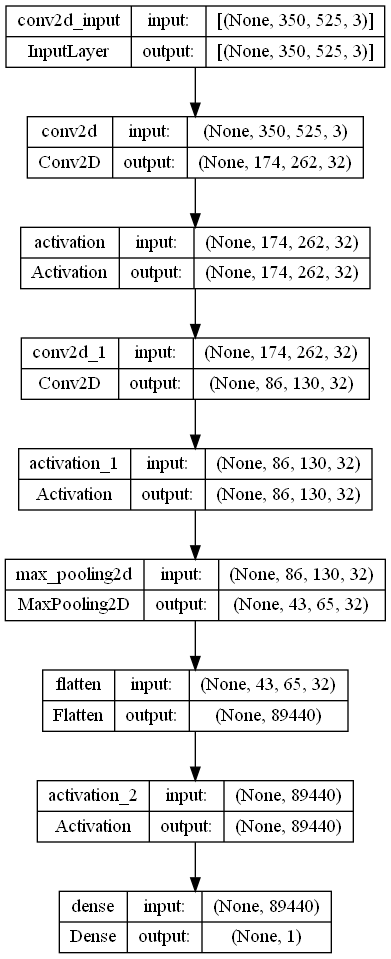 conv2d_input input: [(None, 350, 525, 3)]
InputLayer output: [(None, 350, 525, 3)]
conv2d input: (None, 350, 525, 3)
Conv2D output: (None, 174, 262, 32)
activation input: (None, 174, 262, 32)
Activation output: (None, 174, 262, 32)
conv2d_1 input: (None, 174, 262, 32)
Conv2D output: (None, 86, 130, 32)
activation_1 input: (None, 86, 130, 32)
Activation output: (None, 86, 130, 32)
max_pooling2d input: (None, 86, 130, 32)
MaxPooling2D output: (None, 43, 65, 32)
flatten input: (None, 43, 65, 32)
Flatten output: (None, 89440)
activation_2 input: (None, 89440)
Activation output: (None, 89440)
dense input: (None, 89440)
Dense output: (None, 1)